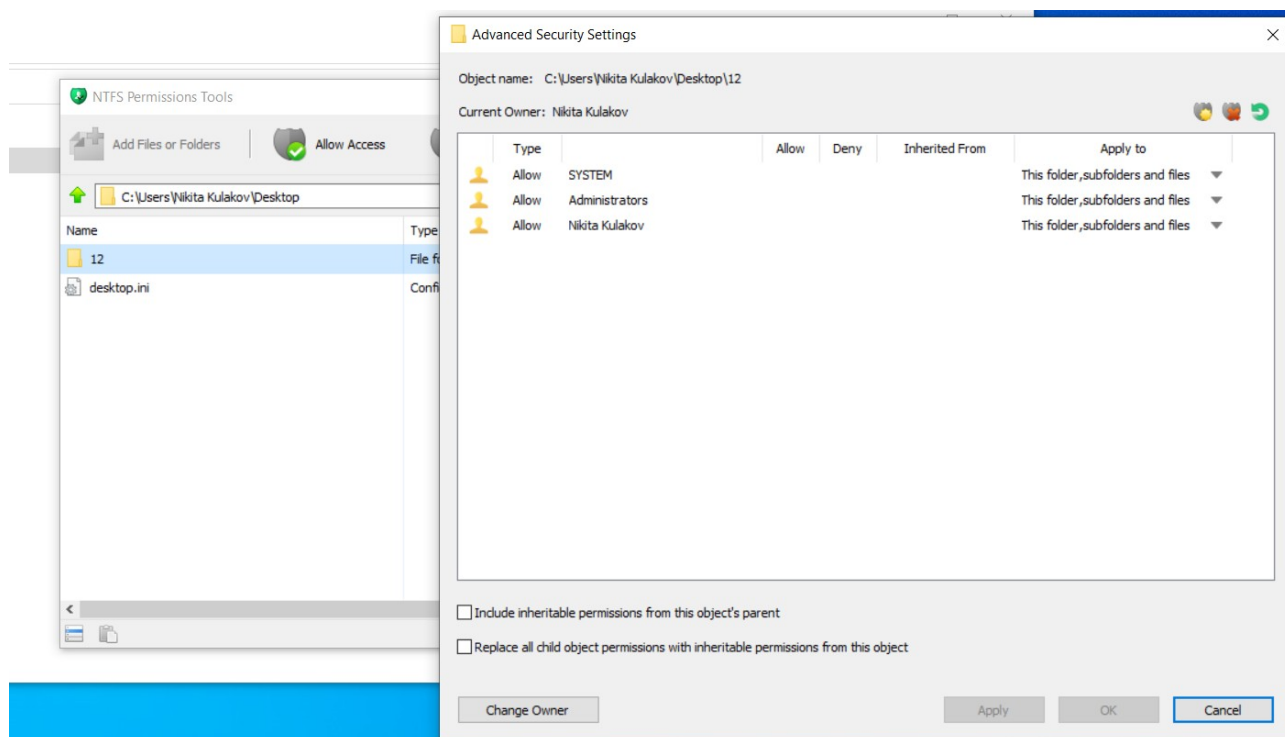 Advanced Security Settings
Object name: C:\Users\Nikita Kulakov\Desktop\12
Current Owner: Nikita Kulakov
Type Allow Deny Inherited From Apply to
Allow SYSTEM This folder,subfolders and files
Allow Administrators This folder,subfolders and files
Allow Nikita Kulakov This folder,subfolders and files
Include inheritable permissions from this object's parent
Replace all child object permissions with inheritable permissions from this object
Change Owner Apply OK Cancel
NTFS Permissions Tools
Add Files or Folders Allow Access
C:\Users\Nikita Kulakov\Desktop
Name Type
12 File
desktop.ini Confi